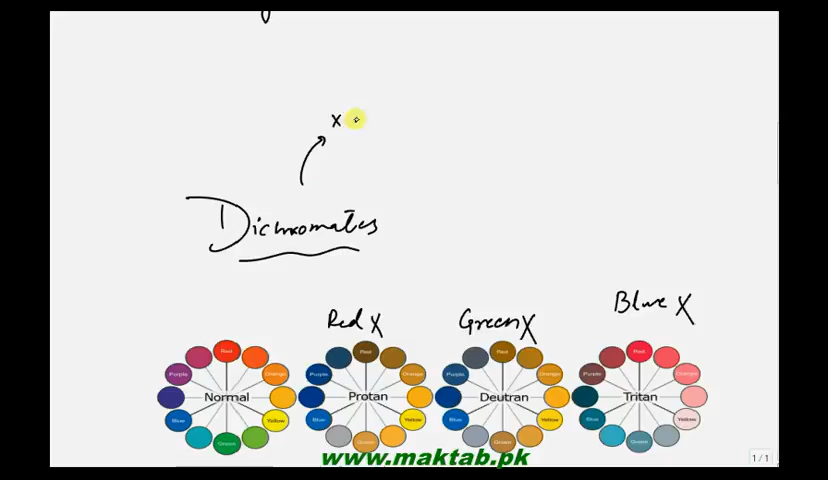 x
Dichromates
Red X Green X Blue X
Red Red Red Red
Purple Orange Purple Orange Purple Orange Purple Orange
Normal Protan Deutran Tritan
Blue Yellow Blue Yellow Blue Yellow Blue Yellow
Green Green Green Green
www.maktab.pk
1/1